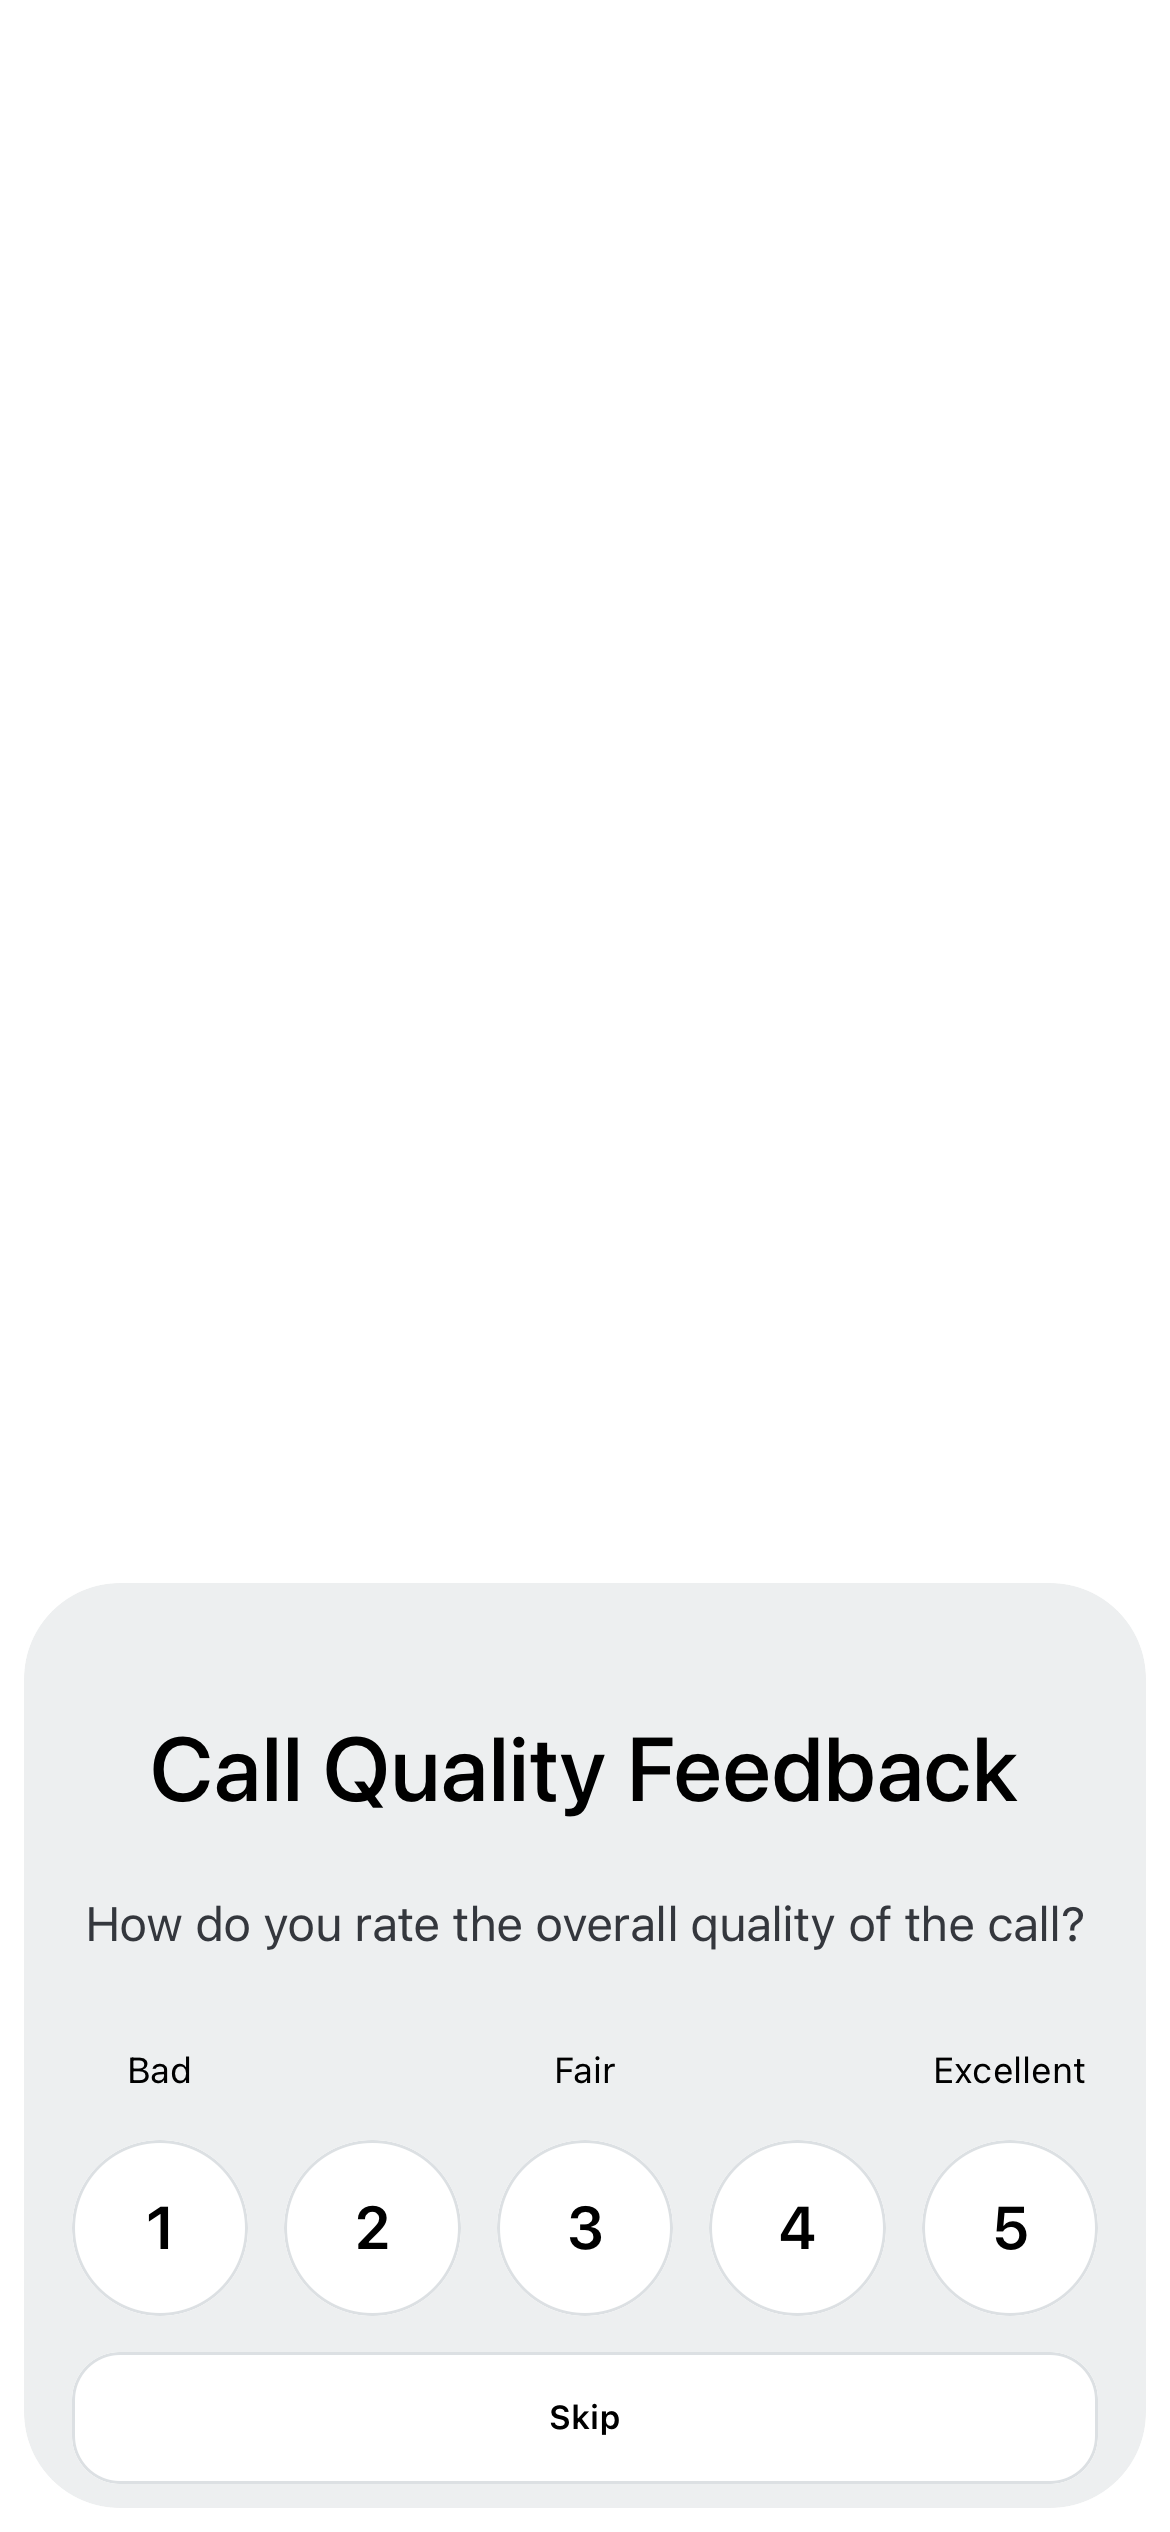 Call Quality Feedback
How do you rate the overall quality of the call?
Bad Fair Excellent
1 2 3 4 5
Skip